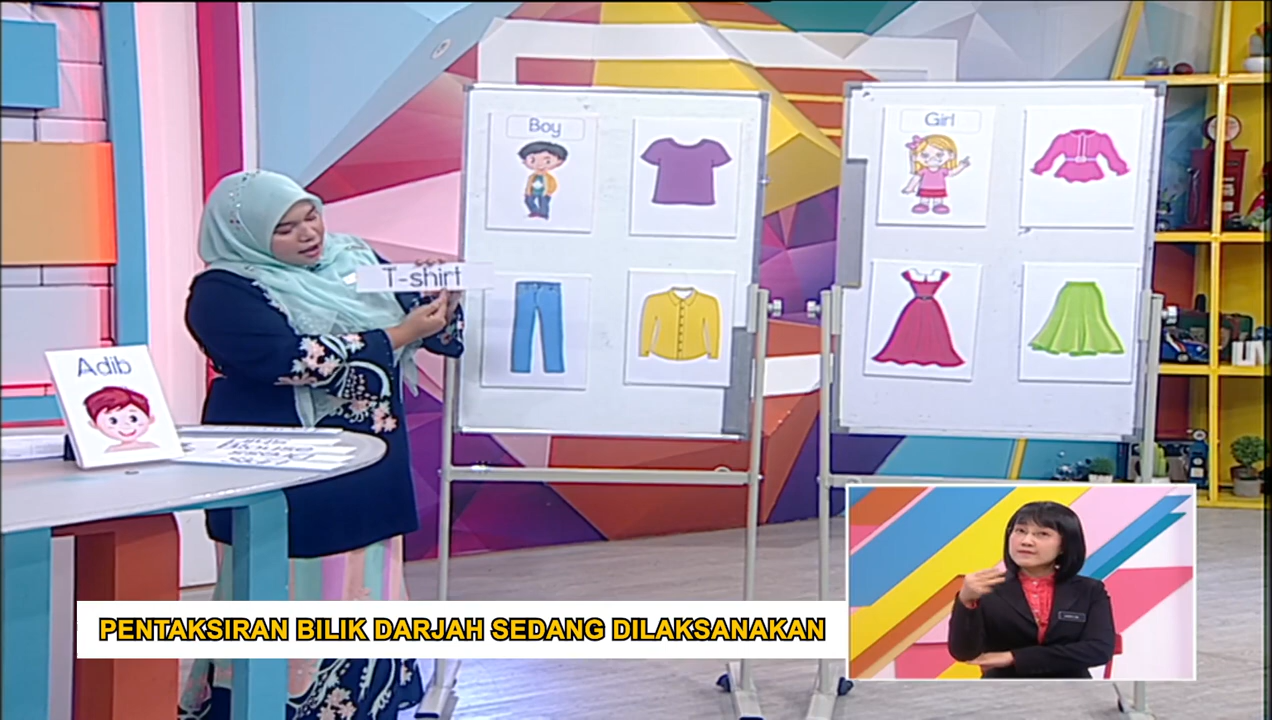 Boy
Girl
T-shirt
Adib
PENTAKSIRAN BILIK DARJAH SEDANG DILAKSANAKAN